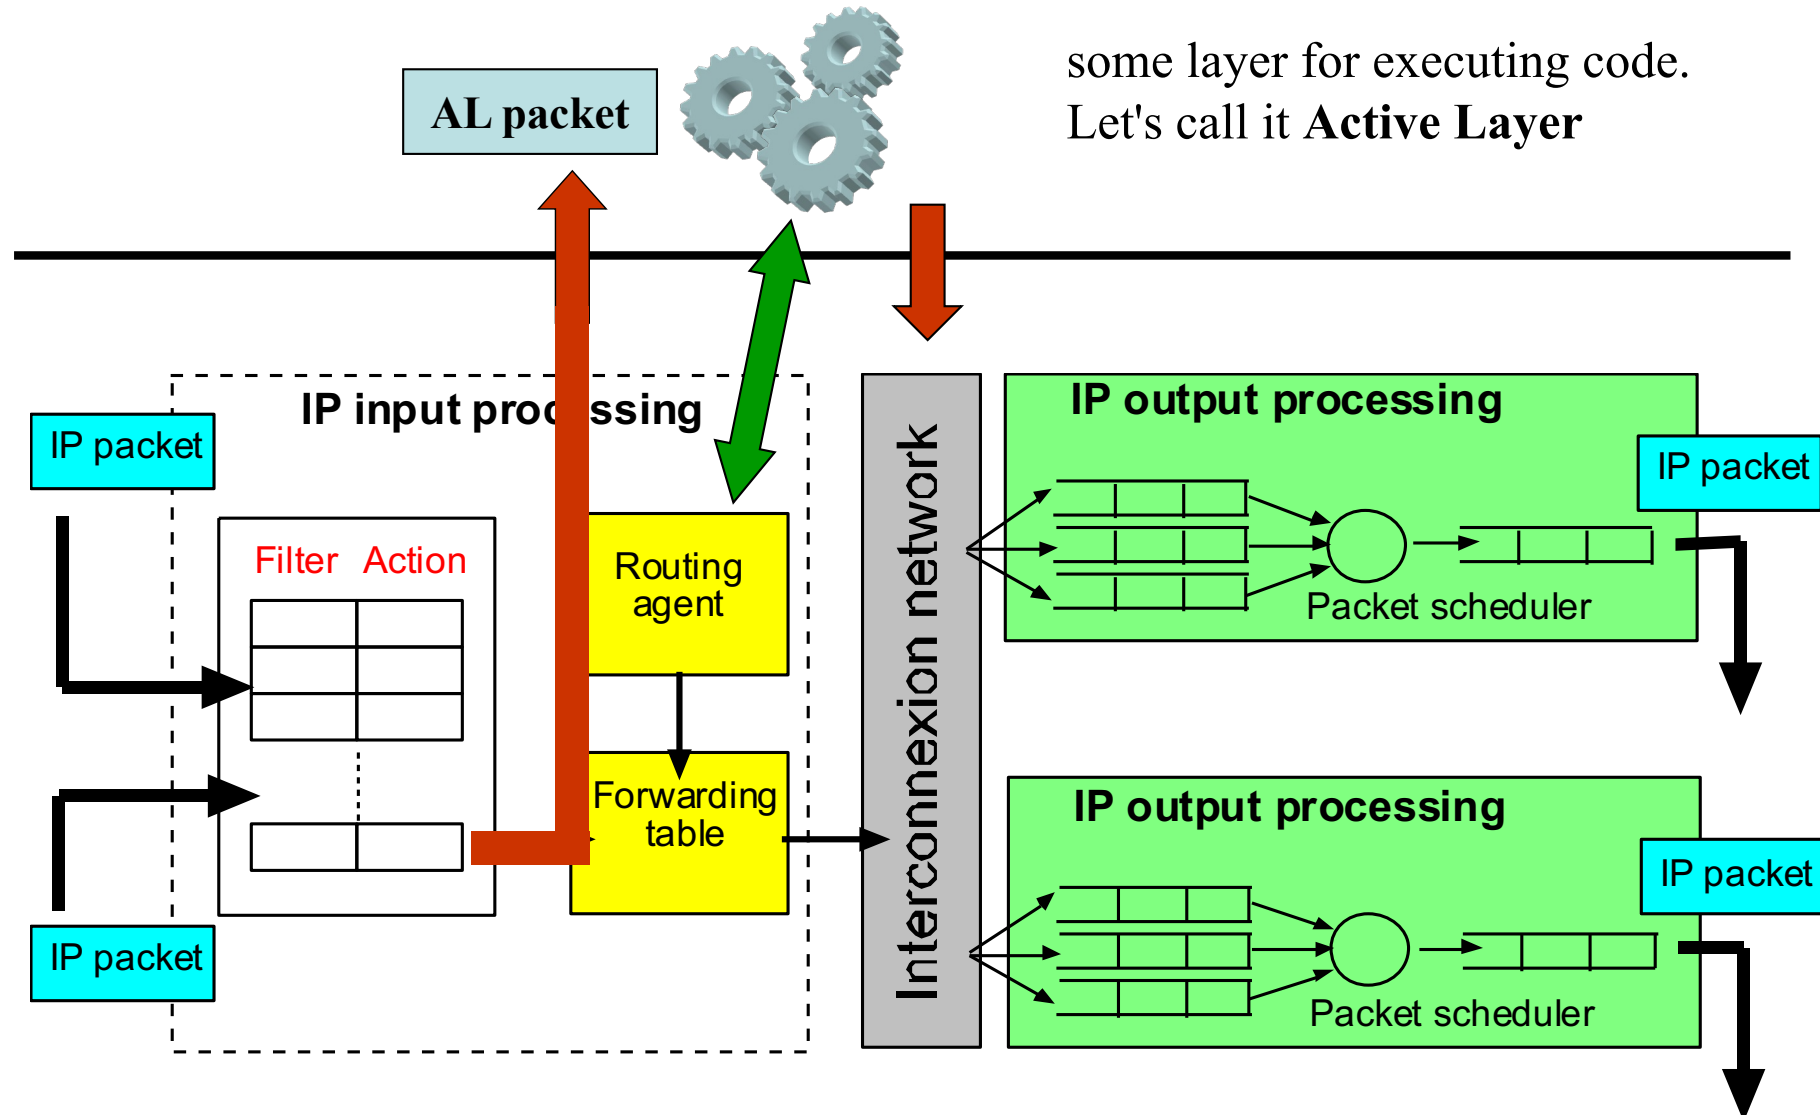 some layer for executing code.
Let's call it Active Layer
AL packet
IP input processing
IP packet
Filter Action
Routing
agent
Forwarding
table
IP packet
Interconnexion network
IP output processing
IP packet
Packet scheduler
IP output processing
IP packet
Packet scheduler